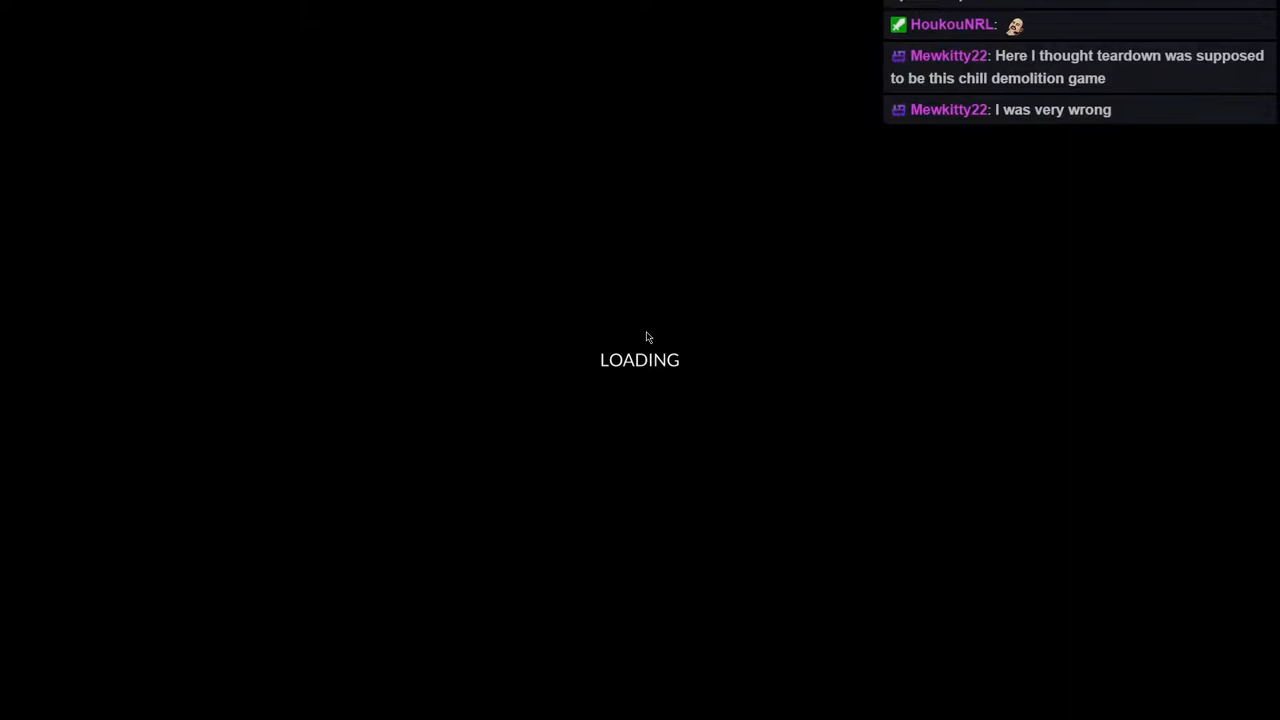 HoukouNRL:
Mewkitty22: Here I thought teardown was supposed
to be this chill demolition game
Mewkitty22: I was very wrong
LOADING